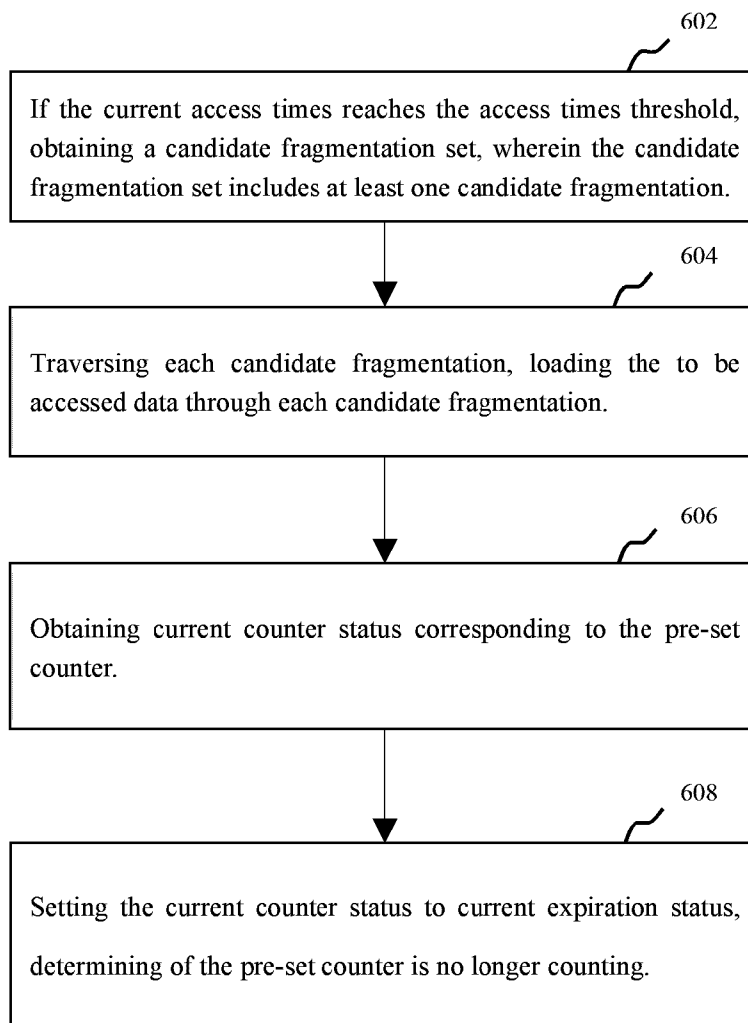 602
If the current access times reaches the access times threshold,
obtaining a candidate fragmentation set, wherein the candidate
fragmentation set includes at least one candidate fragmentation.
604
Traversing each candidate fragmentation, loading the to be
accessed data through each candidate fragmentation.
606
Obtaining current counter status corresponding to the pre-set
counter.
608
Setting the current counter status to current expiration status,
determining of the pre-set counter is no longer counting.